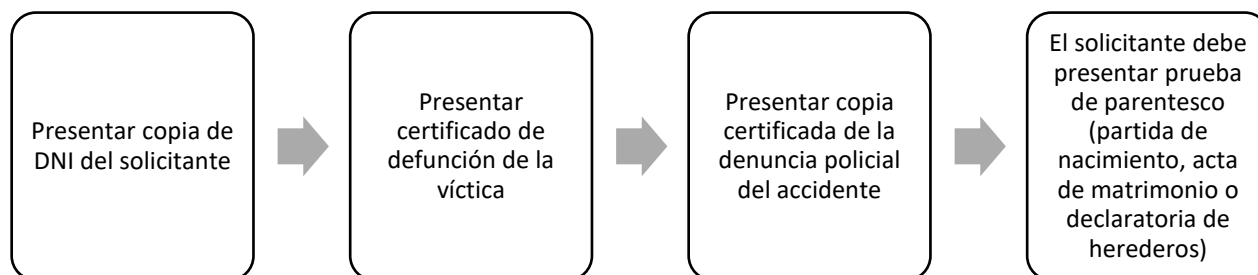 Presentar copia de
DNI del solicitante
Presentar
certificado de
defunción de la
víctica
Presentar copia
certificada de la
denuncia policial
del accidente
El solicitante debe
presentar prueba
de parentesco
(partida de
nacimiento, acta
de matrimonio o
declaratoria de
herederos)